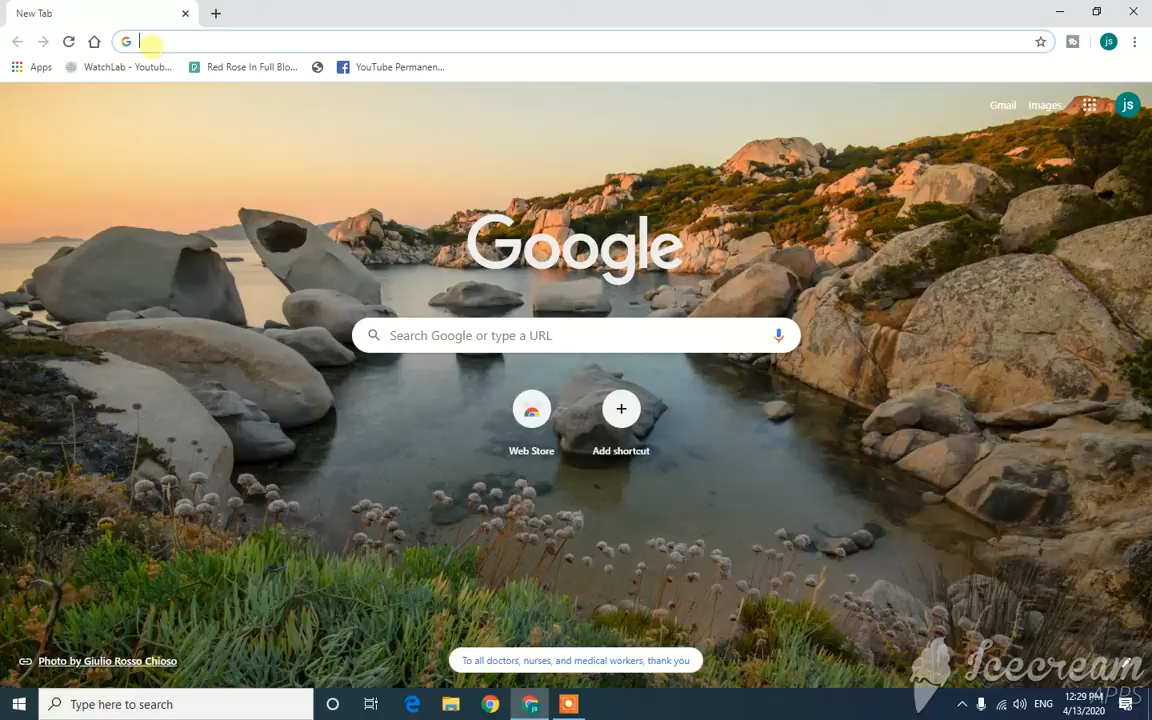 New Tab
Apps
WatchLab - Youtub...
Red Rose In Full Blo...
YouTube Permanen...
js
Gmail
Images
js
Google
Search Google or type a URL
Web Store
Add shortcut
Photo by Giulio Rosso Chioso
To all doctors, nurses, and medical workers, thank you
Icecream
APPS
Type here to search
ENG
12:29 PM
4/13/2020